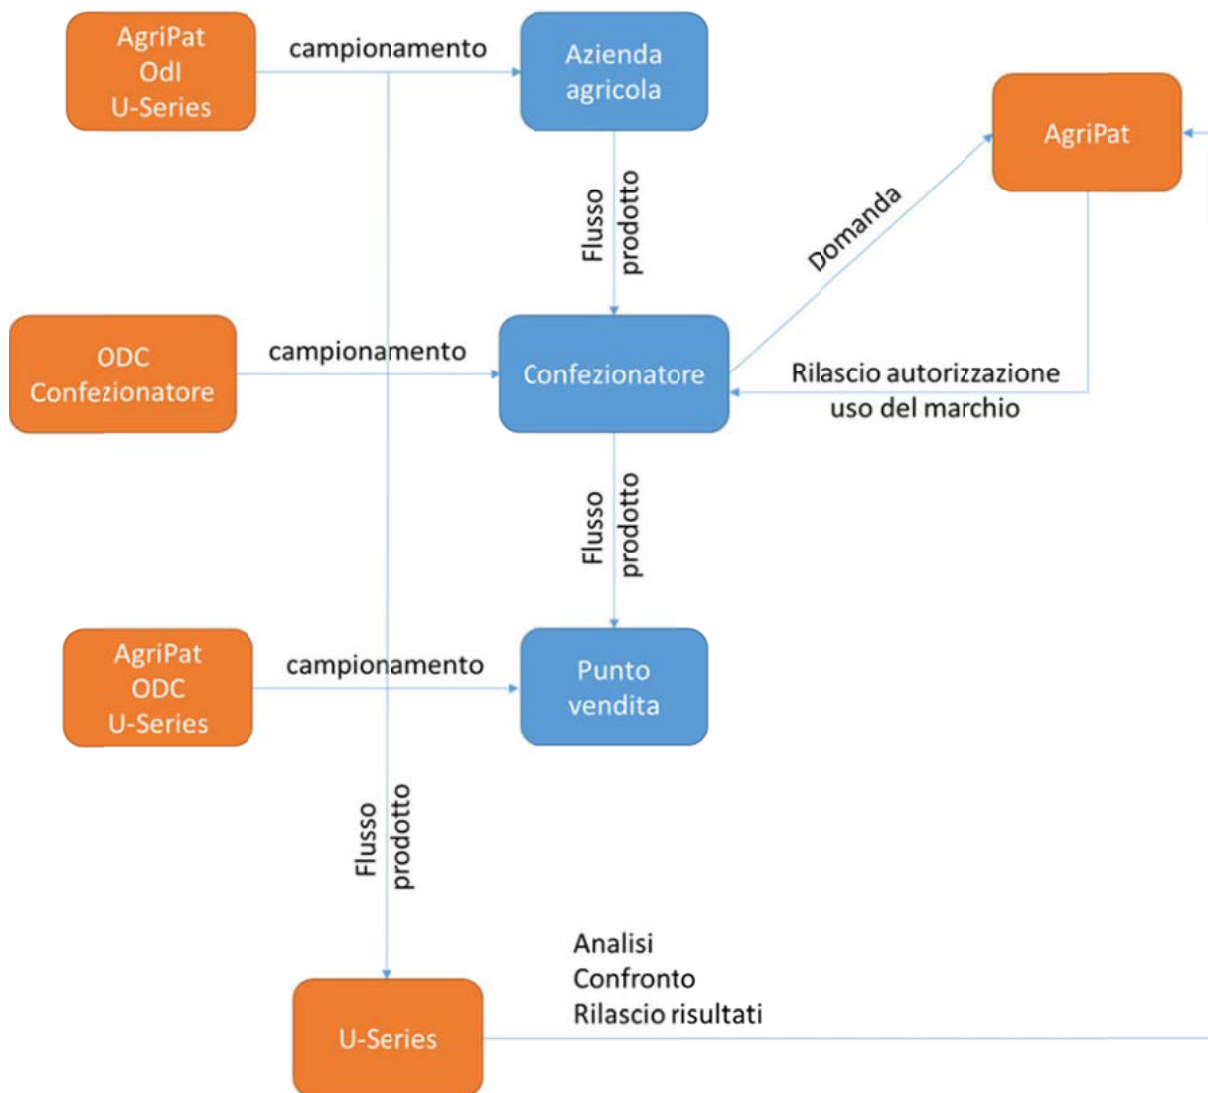 AgriPat
OdI
U-Series
campionamento
Azienda
agricola
AgriPat
Flusso
prodotto
Domanda
ODC
Confezionatore
campionamento
Confezionatore
Rilascio autorizzazione
uso del marchio
Flusso
prodotto
AgriPat
ODC
U-Series
campionamento
Punto
vendita
Flusso
prodotto
Analisi
Confronto
Rilascio risultati
U-Series